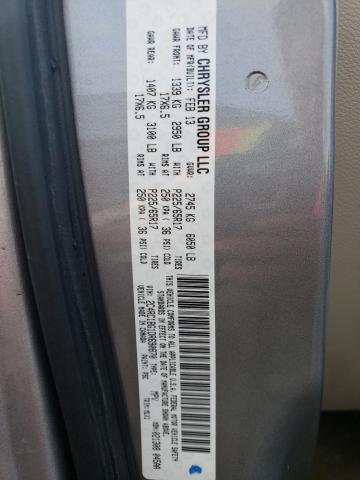 MFD BY CHRYSLER GROUP LLC
DATE OF MFR(BUILT): FEB 13
2745 KG 6050 LB
GAWR FRONT: 1339 KG 2950 LB WITH P225/65R17 TIRES
17X6.5 RIMS AT 250 KPA ( 36 PSI) COLD
GAWR REAR: 1407 KG 3100 LB WITH P225/65R17 TIRES
17X6.5 RIMS AT 250 KPA ( 36 PSI) COLD
THIS VEHICLE CONFORMS TO ALL
APPLICABLE U.S.A. FEDERAL MOTOR VEHICLE SAFETY
STANDARDS IN EFFECT ON THE DATE OF MANUFACTURE
SHOWN ABOVE.
TYPE: MPV
VEHICLE MADE IN CANADA